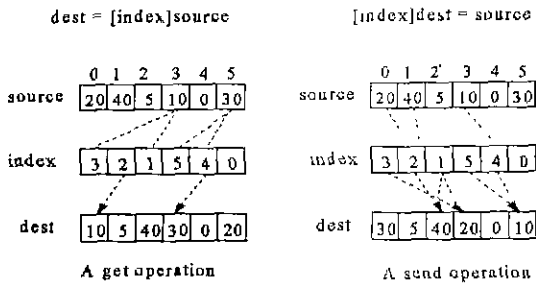 dest = [index]source
0 1 2 3 4 5
source 20 40 5 10 0 30
index 3 2 1 5 4 0
dest 10 5 40 30 0 20
A get operation
[index]dest = source
0 1 2 3 4 5
source 20 40 5 10 0 30
index 3 2 1 5 4 0
dest 30 5 40 20 0 10
A send operation